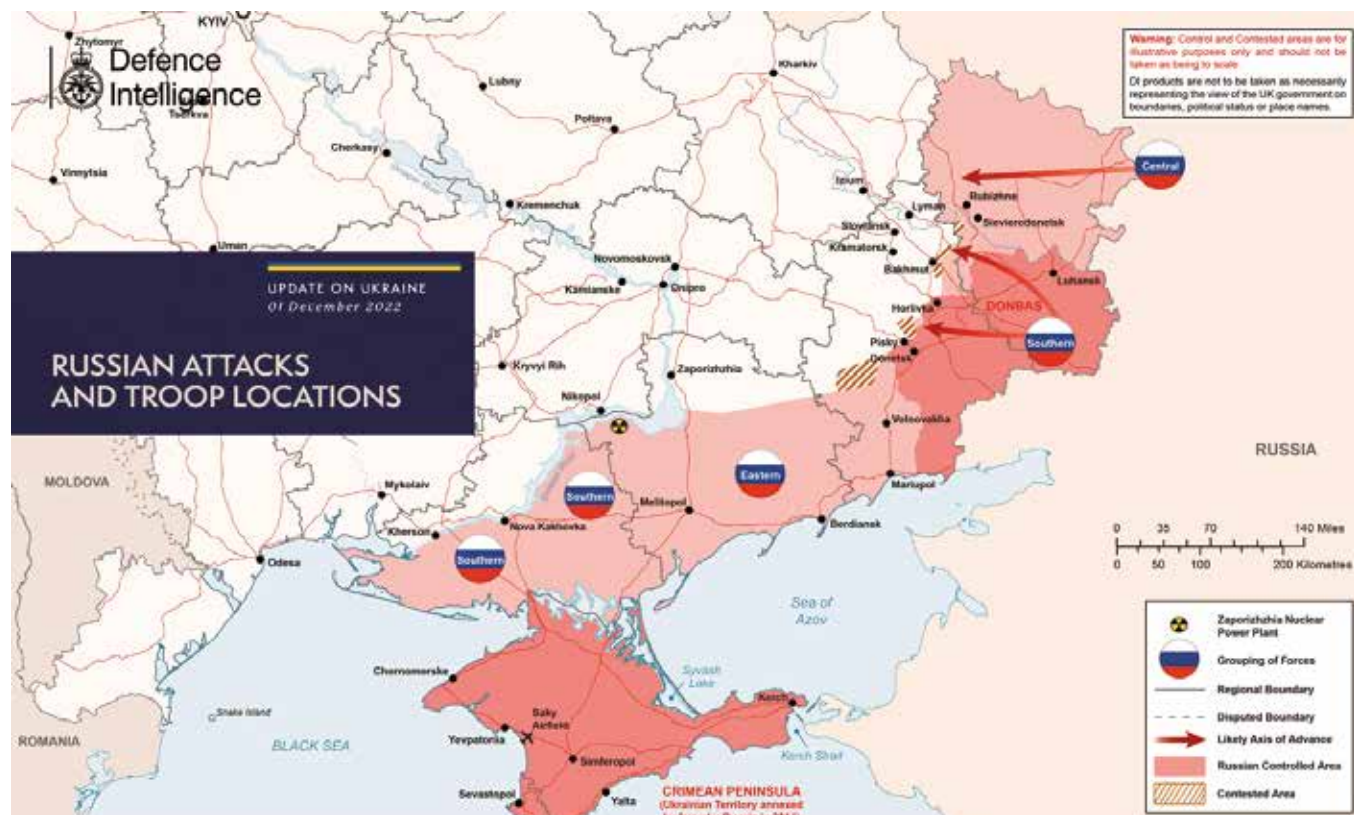 KYIV
Zhytomyr
Defence
Intelligence
Tserkva
Lubny
Kharkiv
Poltava
Cherkasy
Vinnytsia
Kremenchuk
Izium
Lyman
Rubizhne
Sievierodonetsk
Sloviansk
Kramatorsk
Bakhmut
Luhansk
Uman
Novomoskovsk
Kamianske
Dnipro
Horlivka
DONBAS
Pisky
Donetsk
Central
Southern
UPDATE ON UKRAINE
01 December 2022
RUSSIAN ATTACKS
AND TROOP LOCATIONS
Kryvyi Rih
Zaporizhzhia
Nikopol
Volnovakha
RUSSIA
MOLDOVA
Mykolaiv
Southern
Eastern
Melitopol
Mariupol
Kherson
Nova Kakhovka
Berdiansk
Southern
Odesa
Sea of
Azov
Chornomorske
Syvash
Lake
Kerch
Snake Island
Saky
Airfield
Yevpatoriia
Kerch Strait
ROMANIA
BLACK SEA
Simferopol
Sevastopol
Yalta
CRIMEAN PENINSULA
(Ukrainian Territory annexed
Warning: Control and Contested areas are for
illustrative purposes only and should not be
taken as being to scale
DI products are not to be taken as necessarily
representing the view of the UK government on
boundaries, political status or place names.
0 35 70 140 Miles
0 50 100 200 Kilometres
Zaporizhzhia Nuclear
Power Plant
Grouping of Forces
Regional Boundary
Disputed Boundary
Likely Axis of Advance
Russian Controlled Area
Contested Area